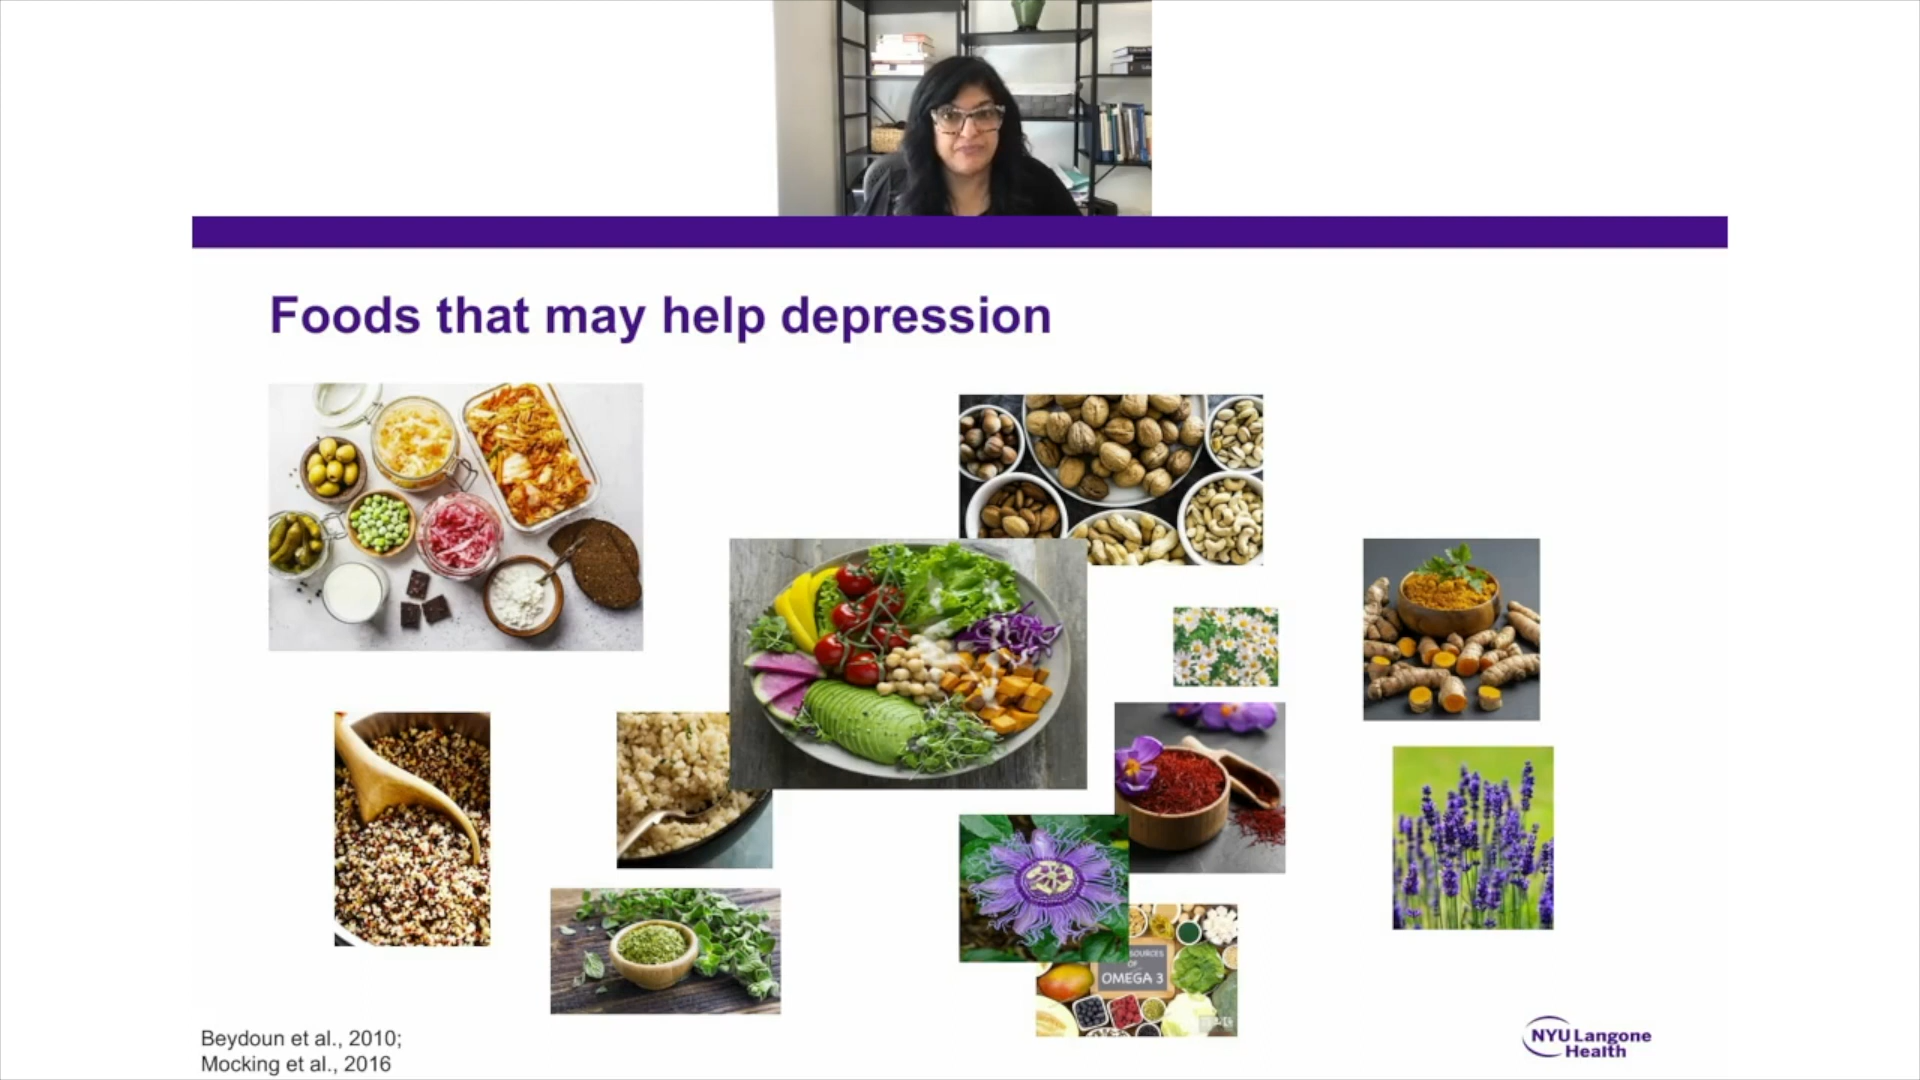 Foods that may help depression
SOURCES
OF
OMEGA 3
Beydoun et al., 2010;
Mocking et al., 2016
NYU Langone
Health